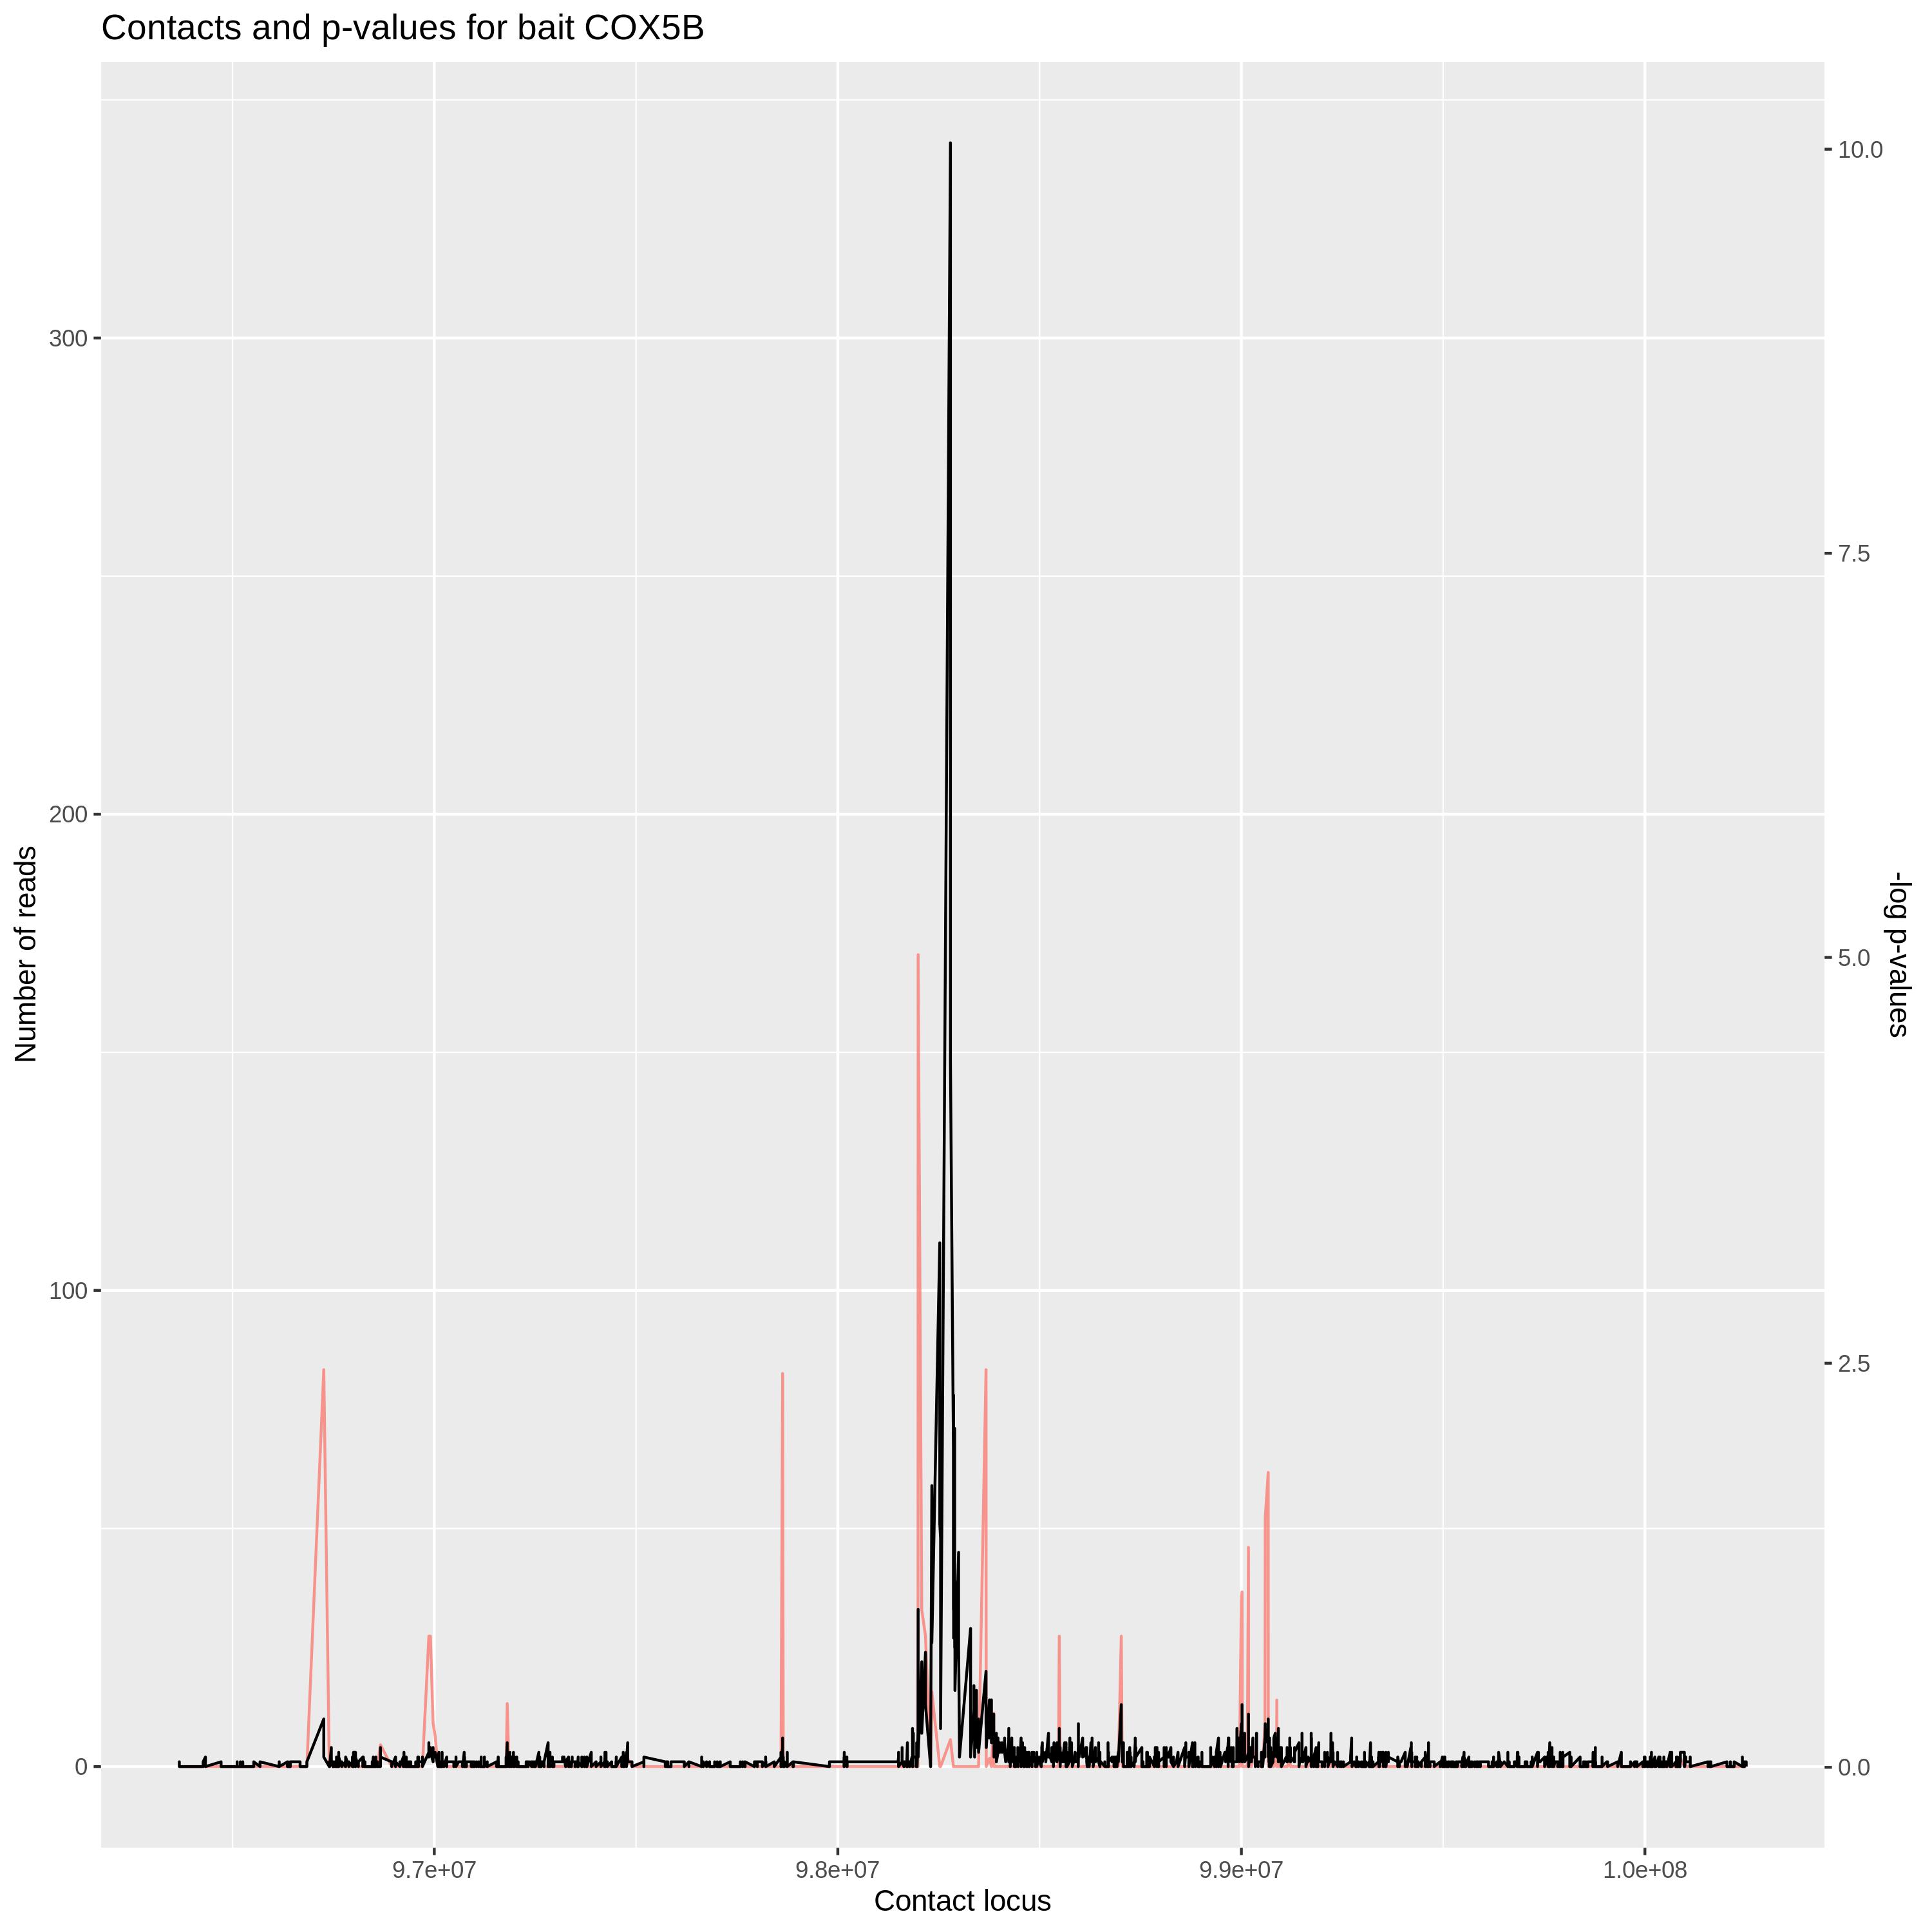 Contacts and p-values for bait COX5B
Number of reads
300
200
100
0
10.0
7.5
5.0
2.5
0.0
-log p-values
9.7e+07
9.8e+07
9.9e+07
1.0e+08
Contact locus